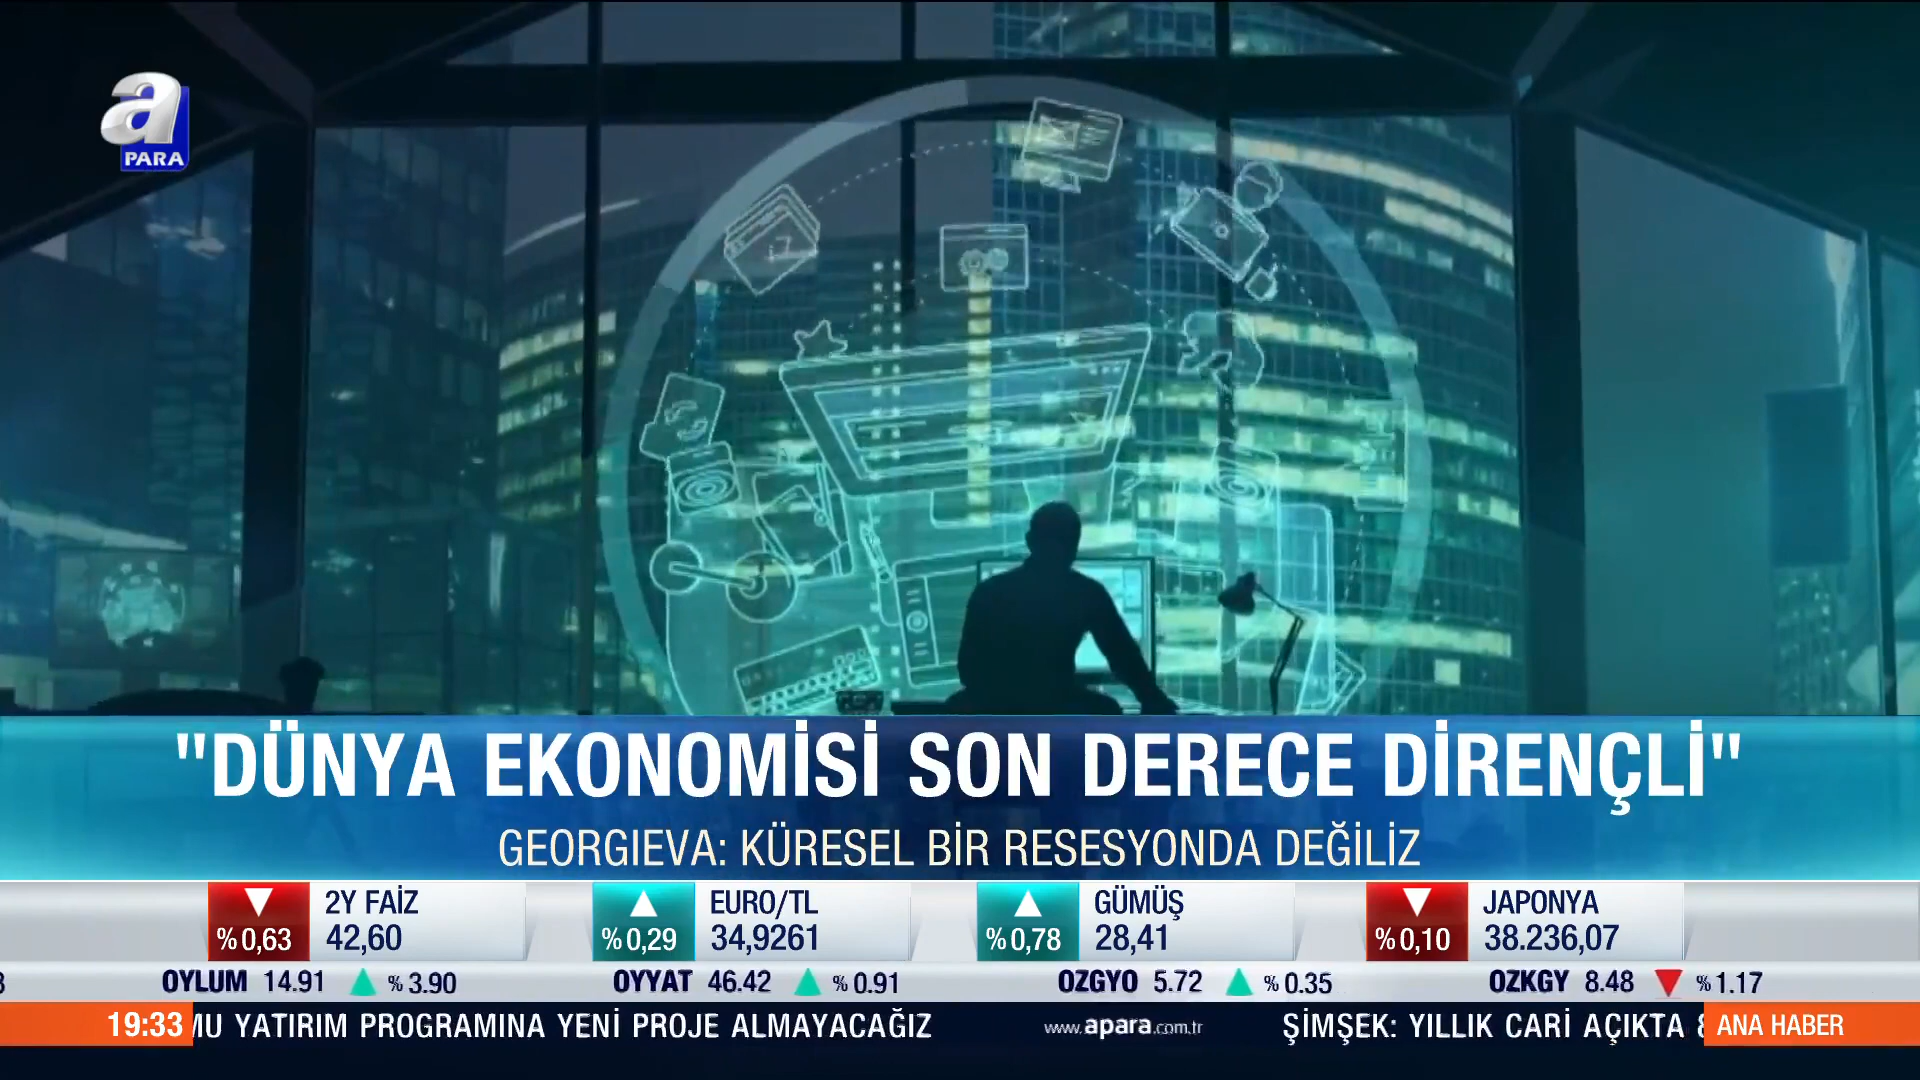 a
PARA
"DÜNYA EKONOMİSİ SON DERECE DİRENÇLİ"
GEORGIEVA: KÜRESEL BİR RESESYONDA DEĞİLİZ
%0,63 2Y FAİZ 42,60
%0,29 EURO/TL 34,9261
%0,78 GÜMÜŞ 28,41
%0,10 JAPONYA 38.236,07
OYLUM 14.91 % 3.90 OYYAT 46.42 % 0.91 OZGYO 5.72 % 0.35 OZKGY 8.48 % 1.17
19:33 MU YATIRIM PROGRAMINA YENİ PROJE ALMAYACAĞIZ www.apara.com.tr ŞİMŞEK: YILLIK CARİ AÇIKTA ANA HABER